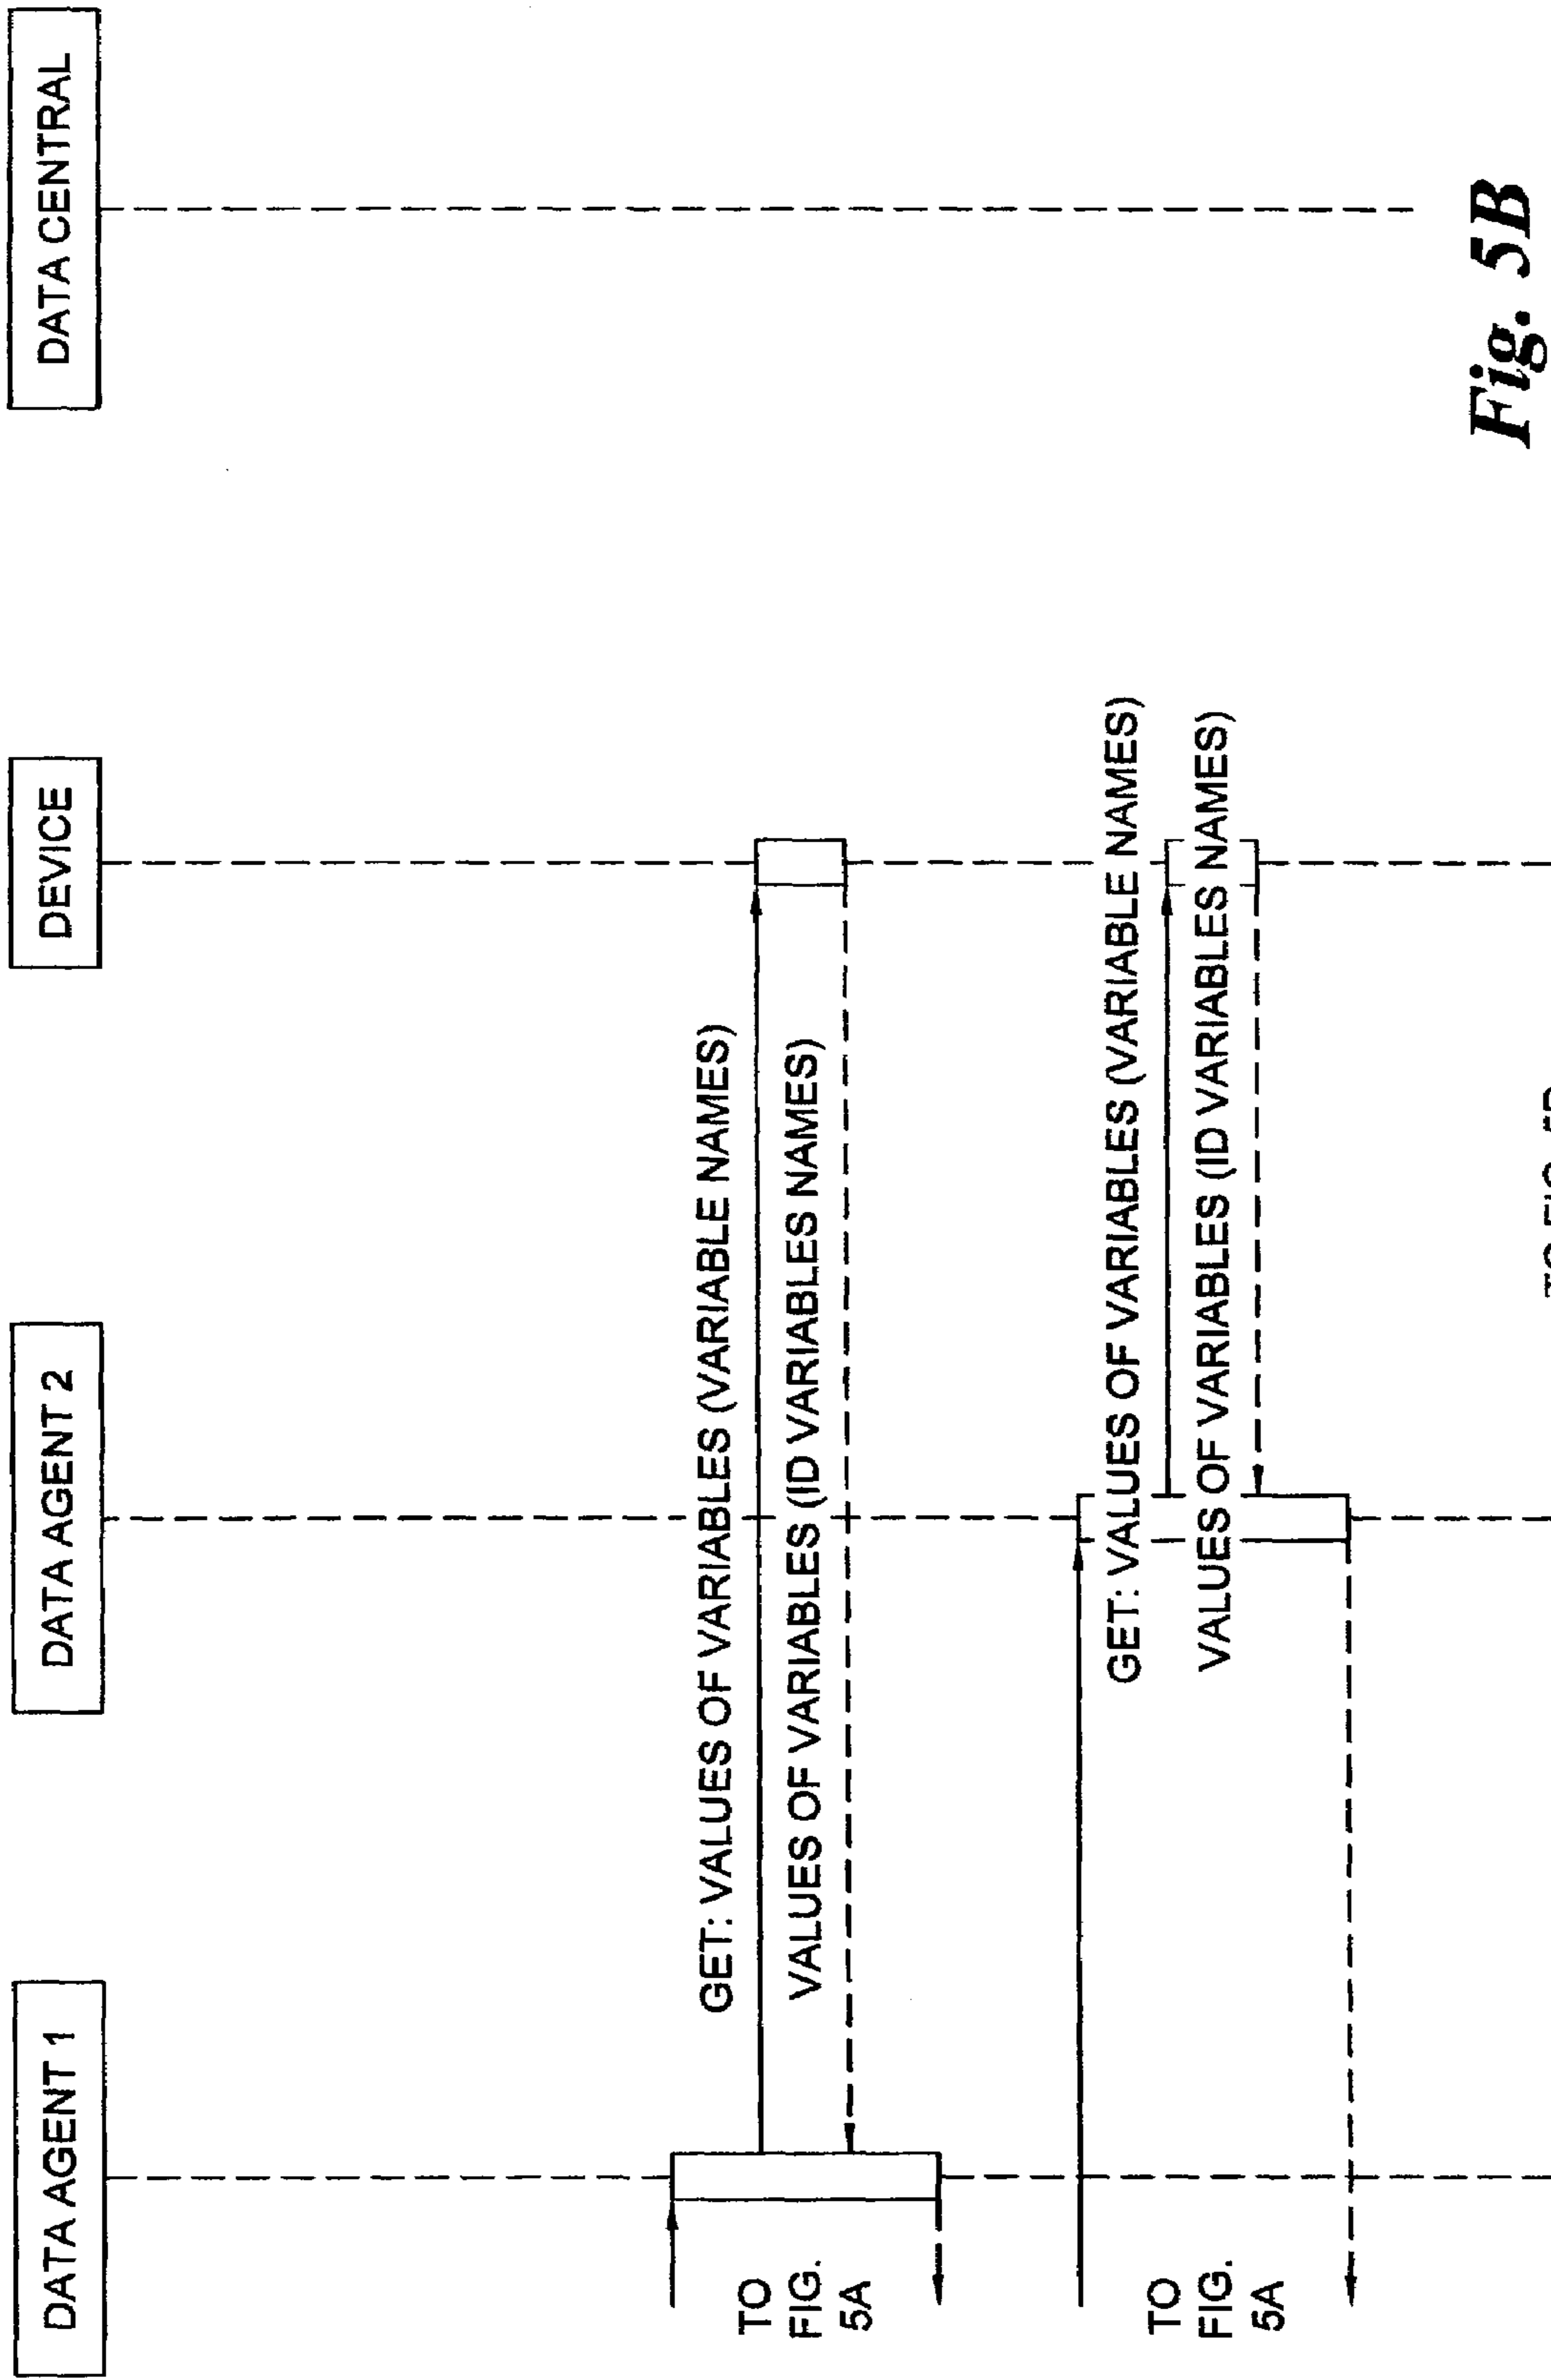 DATA AGENT 1
DATA AGENT 2
DEVICE
DATA CENTRAL
GET: VALUES OF VARIABLES (VARIABLE NAMES)
VALUES OF VARIABLES (ID VARIABLES NAMES)
TO
FIG.
5A
GET: VALUES OF VARIABLES (VARIABLE NAMES)
VALUES OF VARIABLES (ID VARIABLES NAMES)
TO
FIG.
5A
Fig. 5B